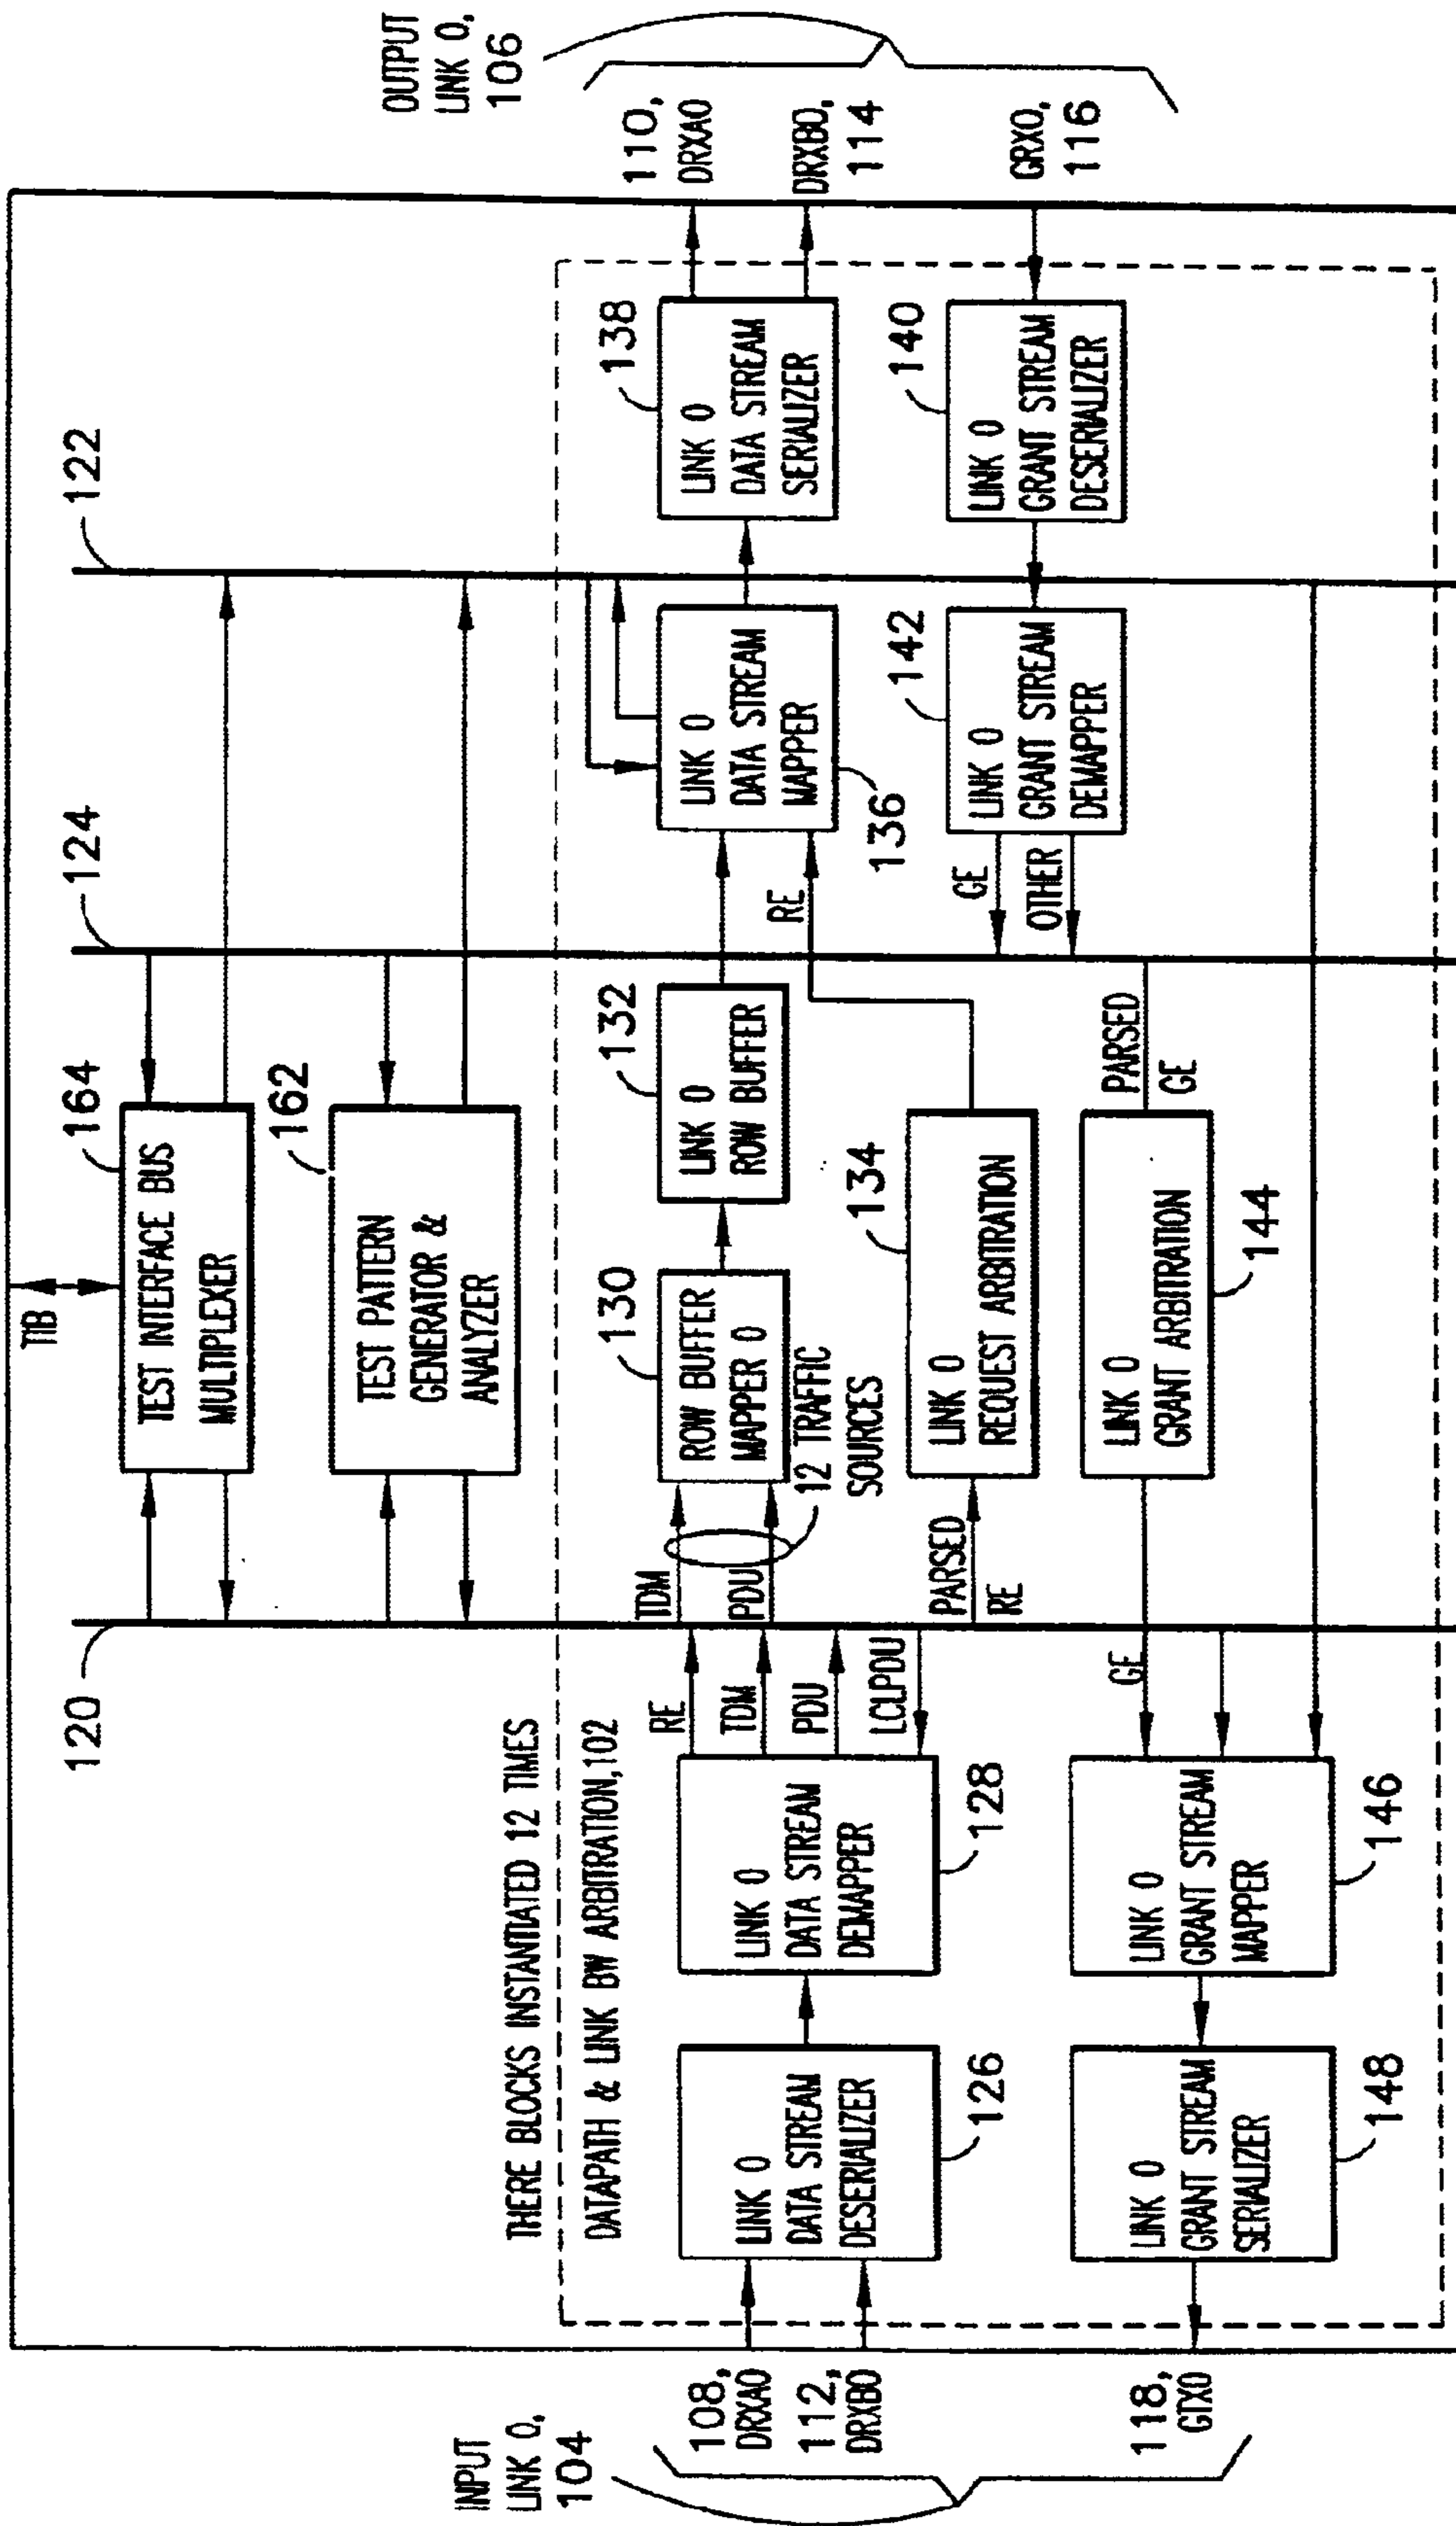 INPUT
LINK 0,
104
108,
DRXA0
112,
DRXB0
118,
GTX0
THERE BLOCKS INSTANTIATED 12 TIMES
DATAPATH & LINK BW ARBITRATION,102
LINK 0
DATA STREAM
DESERIALIZER
126
LINK 0
GRANT STREAM
SERIALIZER
148
LINK 0
DATA STREAM
DEMAPPER
128
LINK 0
GRANT STREAM
MAPPER
146
RE
TDM
PDU
LCLPDU
GE
120
TIB
TEST INTERFACE BUS
MULTIPLEXER
164
TEST PATTERN
GENERATOR &
ANALYZER
162
TDM
PDU
12 TRAFFIC
SOURCES
PARSED
RE
ROW BUFFER
MAPPER 0
130
LINK 0
ROW BUFFER
132
LINK 0
REQUEST ARBITRATION
134
LINK 0
GRANT ARBITRATION
144
PARSED
GE
124
RE
GE
OTHER
LINK 0
DATA STREAM
MAPPER
136
LINK 0
GRANT STREAM
DEMAPPER
142
122
LINK 0
DATA STREAM
SERIALIZER
138
LINK 0
GRANT STREAM
DESERIALIZER
140
110,
DRXA0
DRXB0,
114
GRX0,
116
OUTPUT
LINK 0,
106